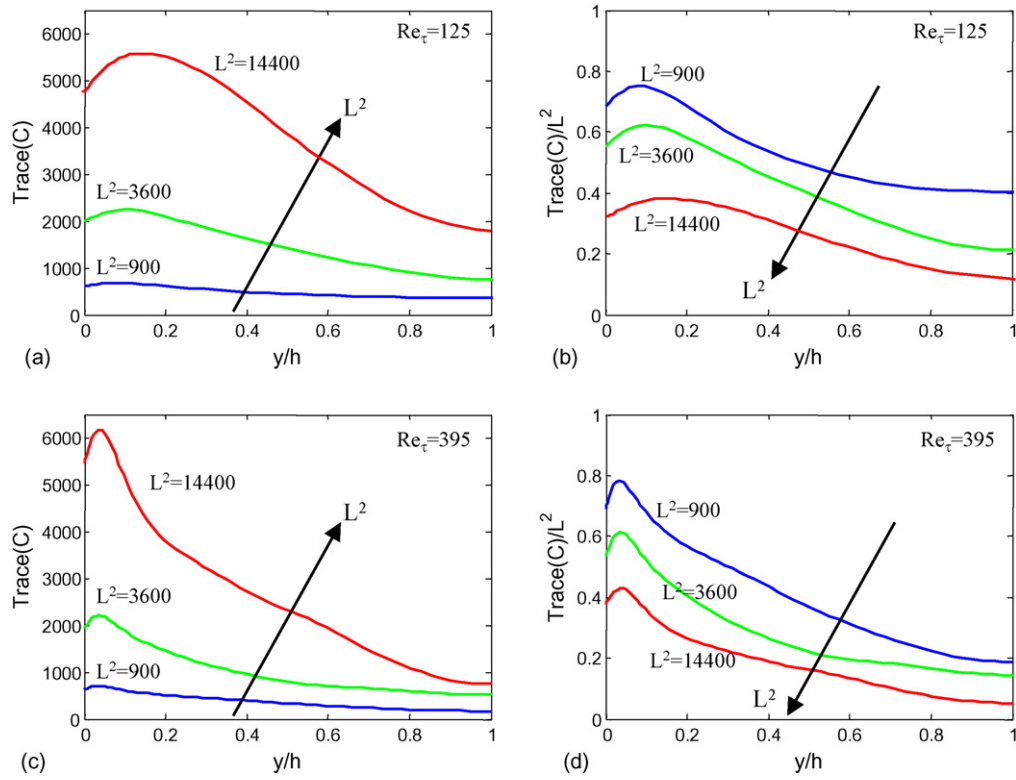 Re_τ=125
L²=14400
L²
L²=3600
L²=900
Trace(C)
6000
5000
4000
3000
2000
1000
0
0 0.2 0.4 0.6 0.8 1
y/h
(a)
Re_τ=125
L²=900
L²=3600
L²=14400
L²
Trace(C)/L²
1
0.8
0.6
0.4
0.2
0
0 0.2 0.4 0.6 0.8 1
y/h
(b)
Re_τ=395
L²=14400
L²
L²=3600
L²=900
Trace(C)
6000
5000
4000
3000
2000
1000
0
0 0.2 0.4 0.6 0.8 1
y/h
(c)
Re_τ=395
L²=900
L²=3600
L²=14400
L²
Trace(C)/L²
1
0.8
0.6
0.4
0.2
0
0 0.2 0.4 0.6 0.8 1
y/h
(d)